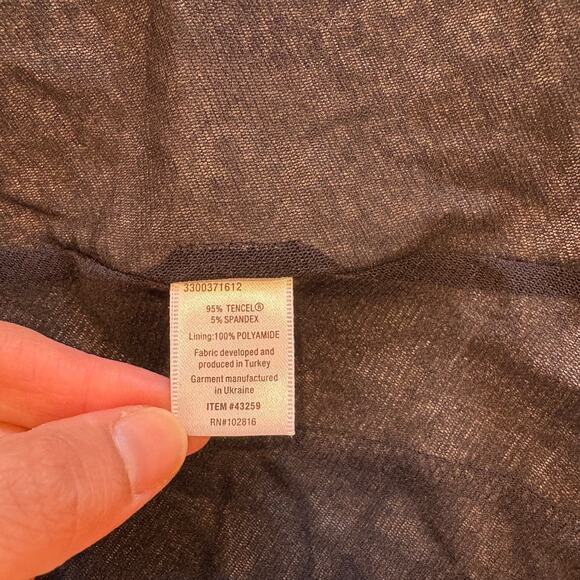 3300371612
95% TENCEL®
5% SPANDEX
Lining:100% POLYAMIDE
Fabric developed and
produced in Turkey
Garment manufactured
in Ukraine
ITEM #43259
RN#102816